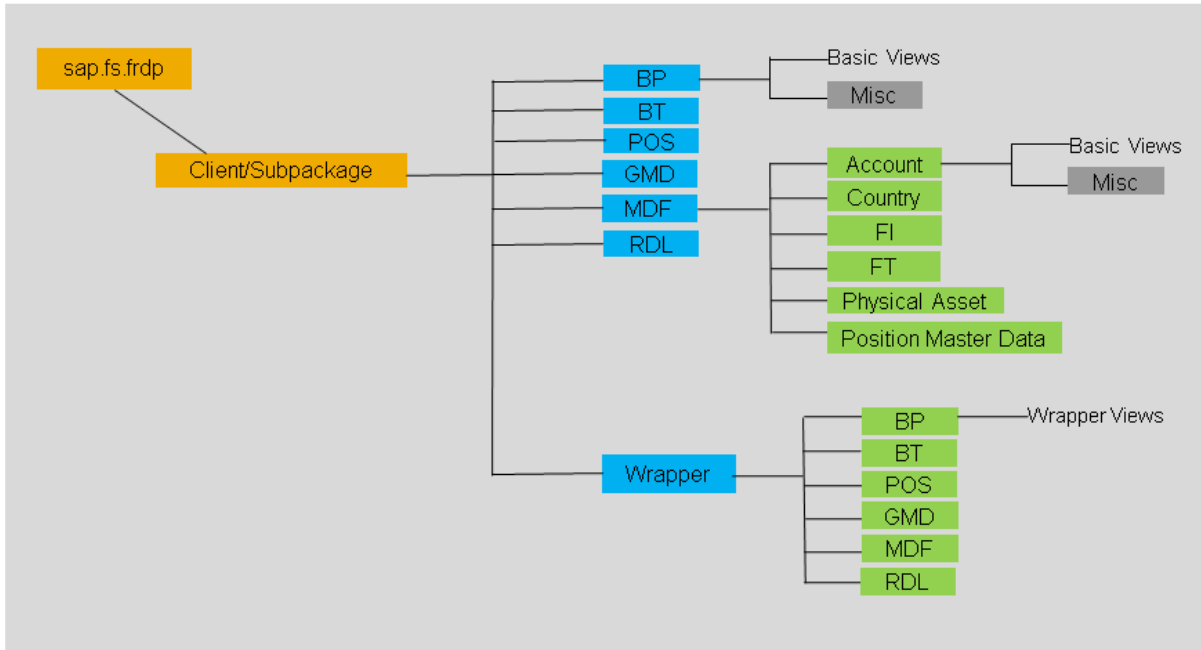 sap.fs.frdp
Client/Subpackage
BP
BT
POS
GMD
MDF
RDL
Basic Views
Misc
Account
Country
FI
FT
Physical Asset
Position Master Data
Basic Views
Misc
Wrapper
BP
BT
POS
GMD
MDF
RDL
Wrapper Views